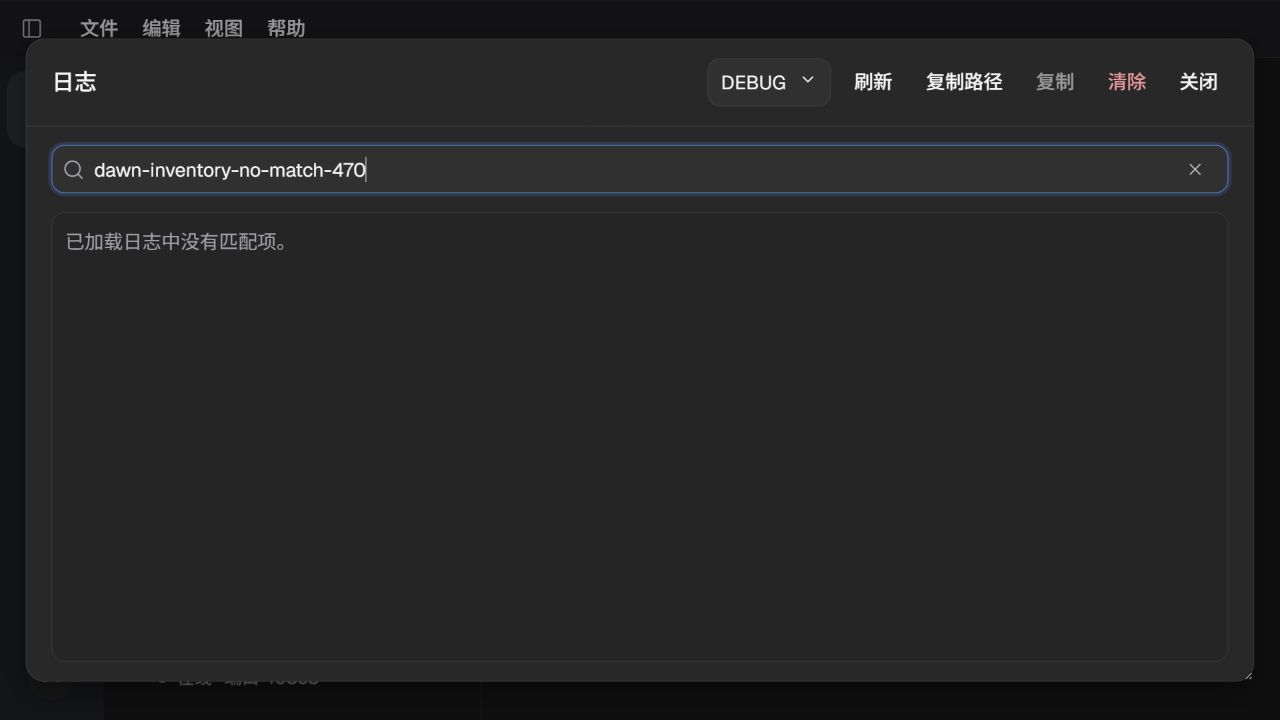 文件 编辑 视图 帮助
日志 DEBUG 刷新 复制路径 复制 清除 关闭
dawn-inventory-no-match-470
已加载日志中没有匹配项。